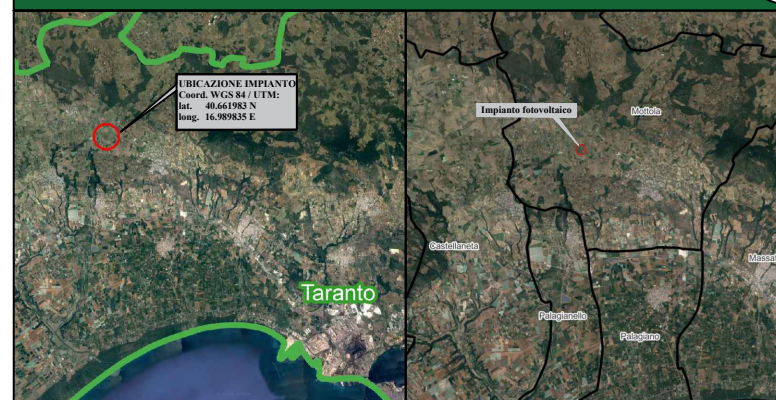 UBICAZIONE IMPIANTO
Coord. WGS 84 / UTM:
lat. 40.661983 N
long. 16.989835 E
Taranto
Impianto fotovoltaico
Mottola
Castellaneta
Massaf
Palagianello
Palagiano